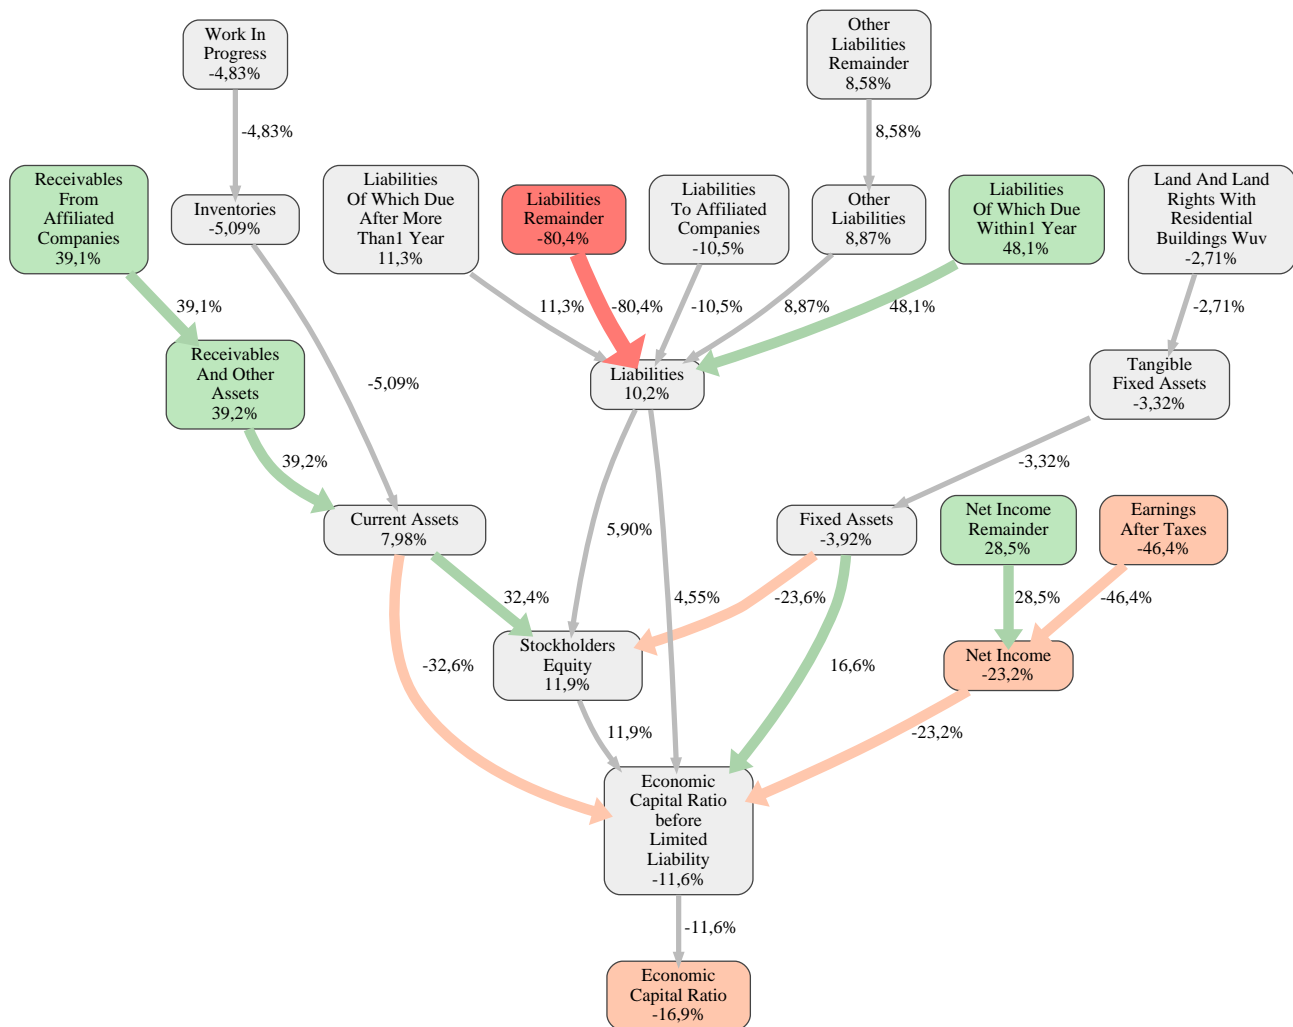 Work In
Progress
-4,83%
Other
Liabilities
Remainder
8,58%
-4,83%
8,58%
Receivables
From
Affiliated
Companies
39,1%
Inventories
-5,09%
Liabilities
Of Which Due
After More
Than1 Year
11,3%
Liabilities
Remainder
-80,4%
Liabilities
To Affiliated
Companies
-10,5%
Other
Liabilities
8,87%
Liabilities
Of Which Due
Within1 Year
48,1%
Land And Land
Rights With
Residential
Buildings Wuv
-2,71%
39,1%
11,3%
-80,4%
-10,5%
8,87%
48,1%
-2,71%
Receivables
And Other
Assets
39,2%
-5,09%
Liabilities
10,2%
Tangible
Fixed Assets
-3,32%
39,2%
-3,32%
Current Assets
7,98%
5,90%
Fixed Assets
-3,92%
Net Income
Remainder
28,5%
Earnings
After Taxes
-46,4%
32,4%
4,55%
-23,6%
28,5%
-46,4%
-32,6%
Stockholders
Equity
11,9%
16,6%
Net Income
-23,2%
11,9%
-23,2%
Economic
Capital Ratio
before
Limited
Liability
-11,6%
-11,6%
Economic
Capital Ratio
-16,9%